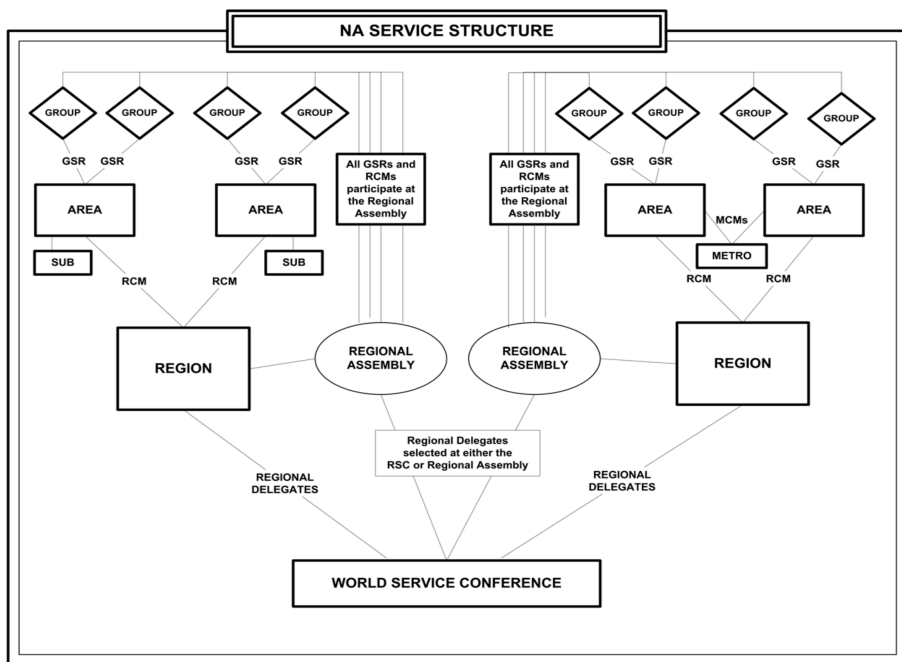 NA SERVICE STRUCTURE
GROUP
GROUP
GROUP
GROUP
GROUP
GROUP
GROUP
GROUP
GSR
GSR
GSR
GSR
All GSRs and
RCMs
participate at
the Regional
Assembly
All GSRs and
RCMs
participate at
the Regional
Assembly
GSR
GSR
GSR
GSR
AREA
AREA
AREA
MCMs
AREA
SUB
SUB
METRO
RCM
RCM
RCM
RCM
REGION
REGIONAL
ASSEMBLY
REGIONAL
ASSEMBLY
REGION
Regional Delegates
selected at either the
RSC or Regional Assembly
REGIONAL
DELEGATES
REGIONAL
DELEGATES
WORLD SERVICE CONFERENCE